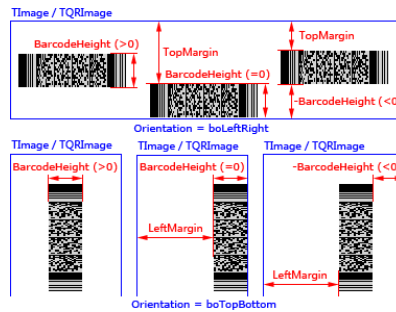 TImage / TQRImage
BarcodeHeight (>0)
TopMargin
BarcodeHeight (=0)
TopMargin
-BarcodeHeight (<0
Orientation = boLeftRight
TImage / TQRImage
TImage / TQRImage
TImage / TQRImage
BarcodeHeight (>0)
BarcodeHeight (=0)
-BarcodeHeight (<0
LeftMargin
LeftMargin
Orientation = boTopBottom